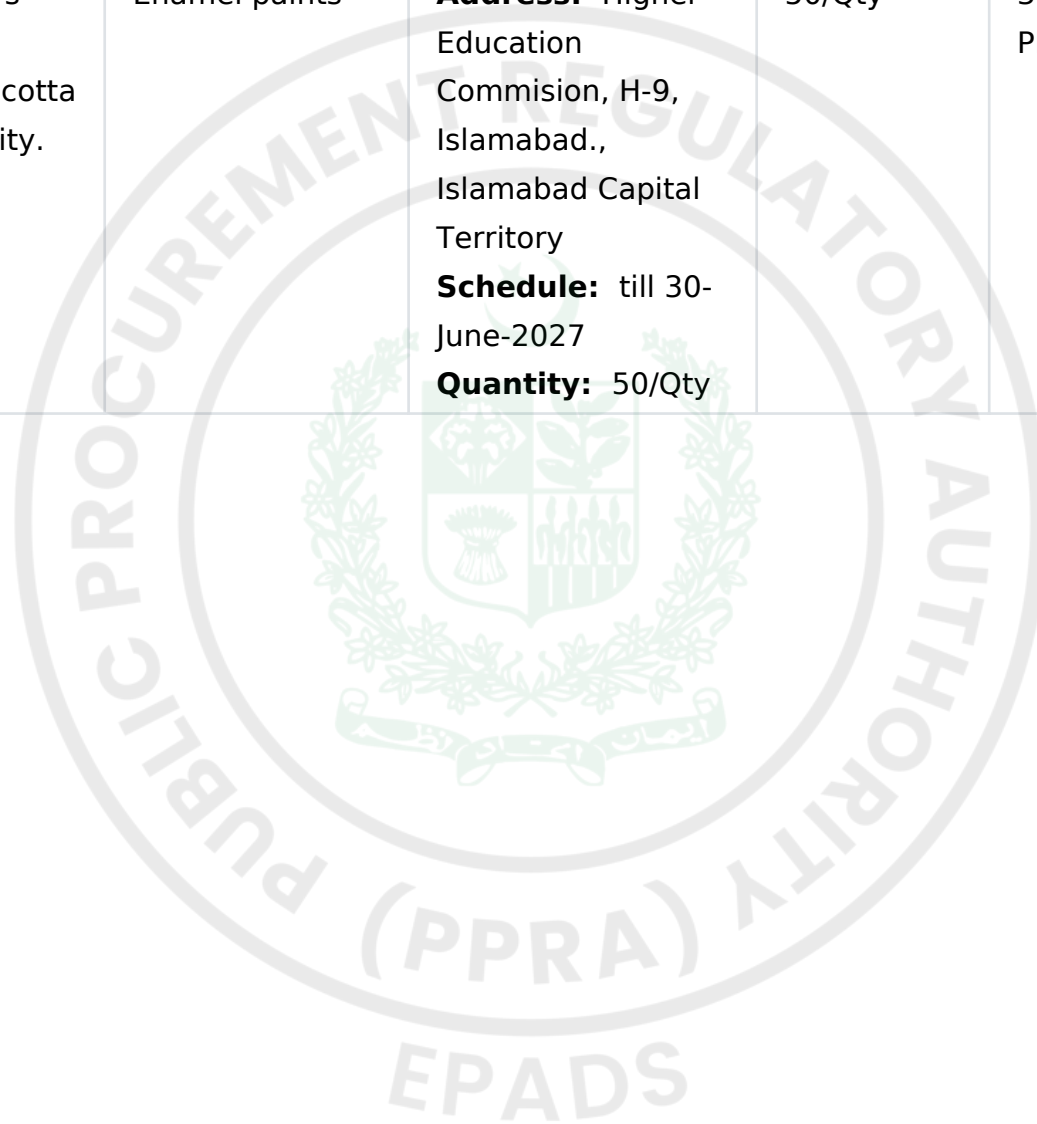 Enamel paints
Address: Higher
50/Qty
Education
cotta
Commision, H-9,
ity.
Islamabad.,
Islamabad Capital
Territory
Schedule: till 30-
June-2027
Quantity: 50/Qty
PUBLIC PROCUREMENT REGULATORY AUTHORITY
(PPRA)
EPADS